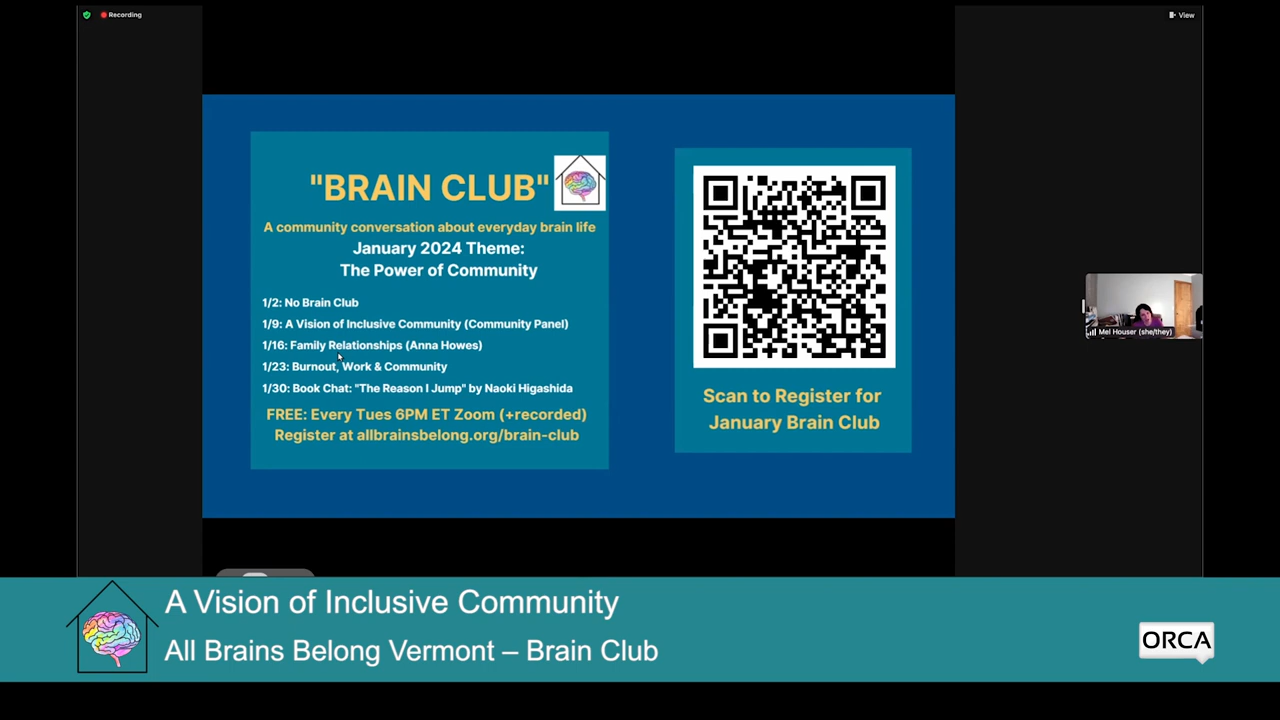 Recording
View
"BRAIN CLUB"
A community conversation about everyday brain life
January 2024 Theme:
The Power of Community
1/2: No Brain Club
1/9: A Vision of Inclusive Community (Community Panel)
1/16: Family Relationships (Anna Howes)
1/23: Burnout, Work & Community
1/30: Book Chat: "The Reason I Jump" by Naoki Higashida
FREE: Every Tues 6PM ET Zoom (+recorded)
Register at allbrainsbelong.org/brain-club
Scan to Register for
January Brain Club
Mel Houser (she/they)
A Vision of Inclusive Community
All Brains Belong Vermont – Brain Club
ORCA